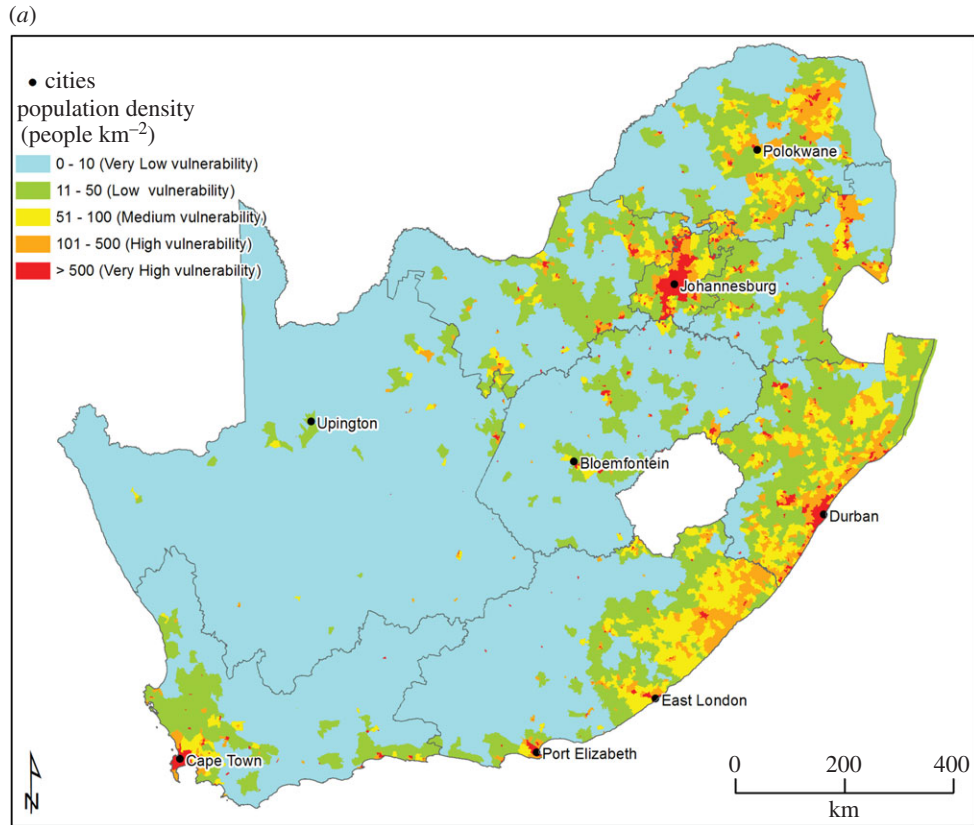 (a)
cities
population density
(people km⁻²)
0 - 10 (Very Low vulnerability)
11 - 50 (Low vulnerability)
51 - 100 (Medium vulnerability)
101 - 500 (High vulnerability)
> 500 (Very High vulnerability)
Polokwane
Johannesburg
Upington
Bloemfontein
Durban
East London
Port Elizabeth
Cape Town
N
0 200 400
km